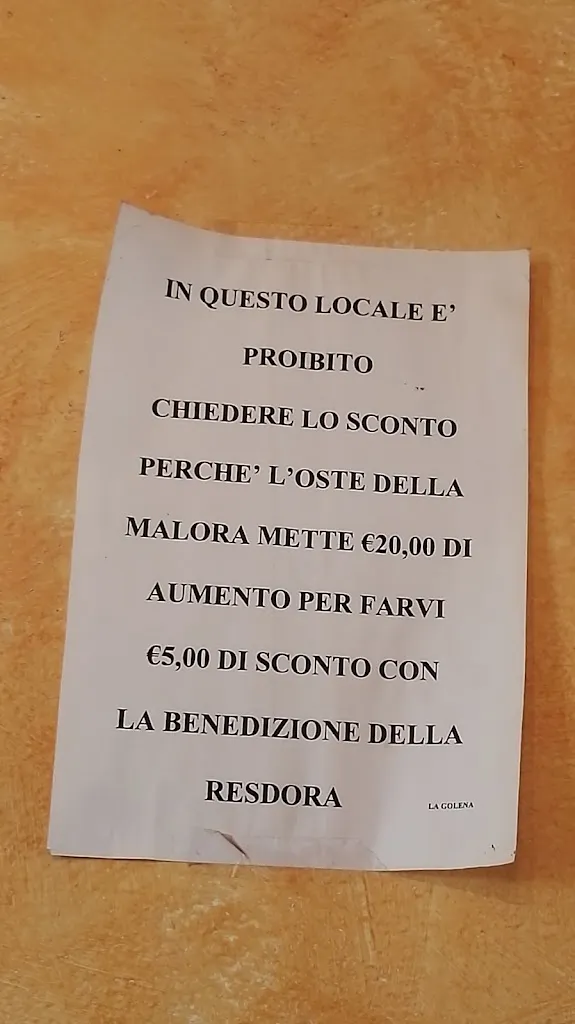 IN QUESTO LOCALE E'
PROIBITO
CHIEDERE LO SCONTO
PERCHE' L'OSTE DELLA
MALORA METTE €20,00 DI
AUMENTO PER FARVI
€5,00 DI SCONTO CON
LA BENEDIZIONE DELLA
RESDORA
LA GOLENA